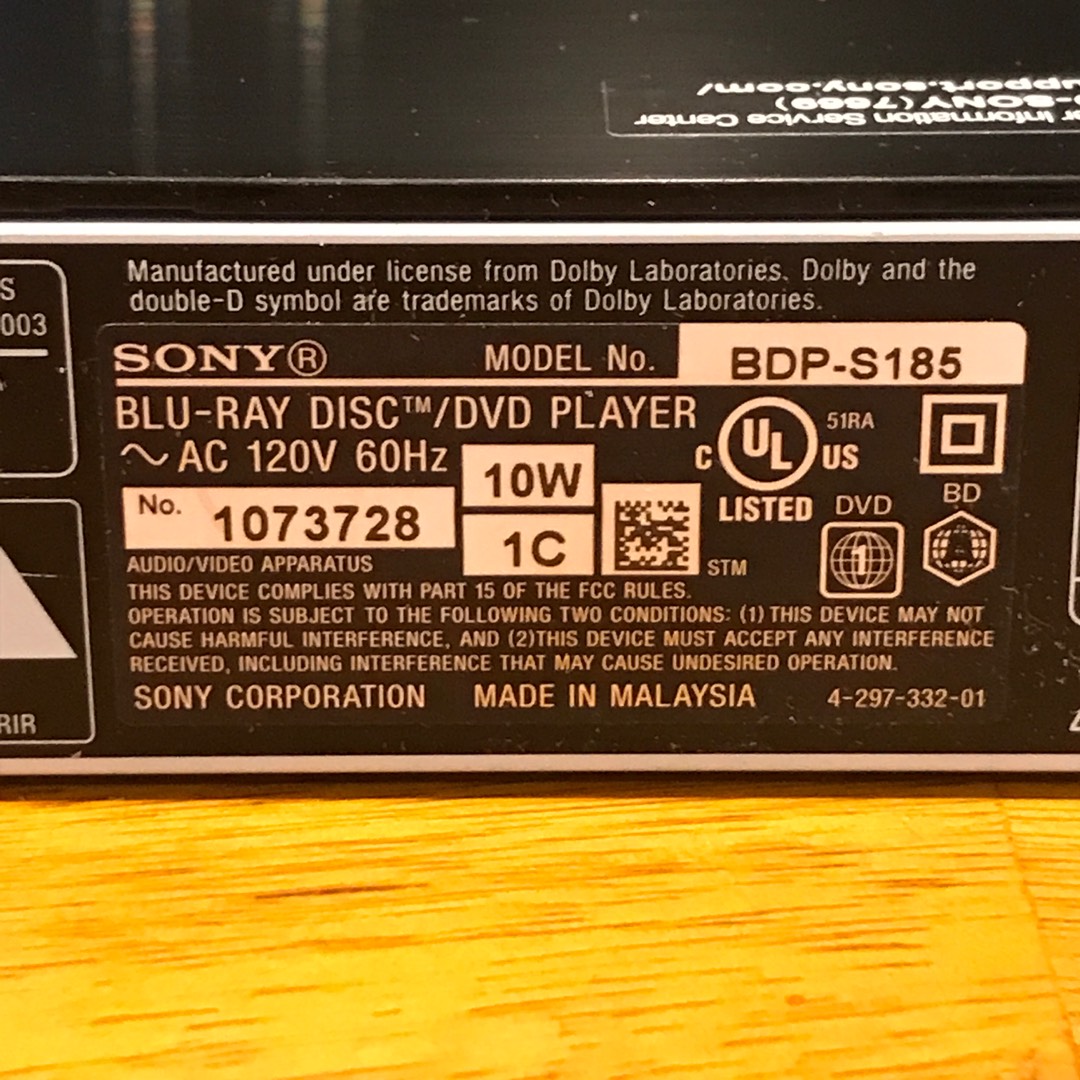 er Information Service Center
-SONY(7669)
upport.sony.com/
S
003
RIR
Manufactured under license from Dolby Laboratories. Dolby and the
double-D symbol are trademarks of Dolby Laboratories.
SONY® MODEL No. BDP-S185
BLU-RAY DISC™/DVD PLAYER
~ AC 120V 60Hz 10W
No. 1073728 1C
C UL US 51RA
LISTED
DVD
1
BD
A
STM
AUDIO/VIDEO APPARATUS
THIS DEVICE COMPLIES WITH PART 15 OF THE FCC RULES.
OPERATION IS SUBJECT TO THE FOLLOWING TWO CONDITIONS: (1) THIS DEVICE MAY NOT
CAUSE HARMFUL INTERFERENCE, AND (2)THIS DEVICE MUST ACCEPT ANY INTERFERENCE
RECEIVED, INCLUDING INTERFERENCE THAT MAY CAUSE UNDESIRED OPERATION.
SONY CORPORATION MADE IN MALAYSIA 4-297-332-01